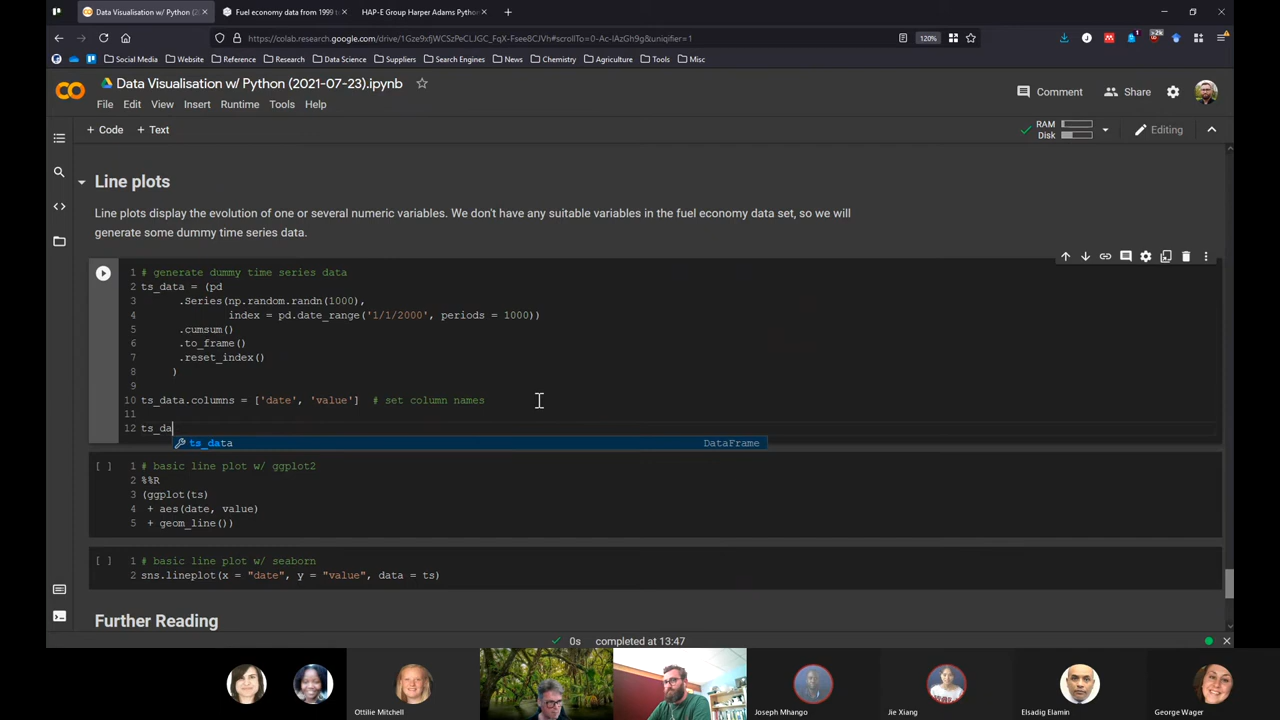 Data Visualisation w/ Python (20
Fuel economy data from 1999 t
HAP-E Group Harper Adams Python
https://colab.research.google.com/drive/1Gze9xfjWCSzPeCLJGC_FqX-Fsee8CJVh#scrollTo=0-Ac-IAzGh9g&uniqifier=1
120%
Social Media Website Reference Research Data Science Suppliers Search Engines News Chemistry Agriculture Tools Misc
Data Visualisation w/ Python (2021-07-23).ipynb
File Edit View Insert Runtime Tools Help
Comment Share
+ Code + Text
RAM
Disk
Editing
Line plots
Line plots display the evolution of one or several numeric variables. We don't have any suitable variables in the fuel economy data set, so we will
generate some dummy time series data.
1 # generate dummy time series data
2 ts_data = (pd
3 .Series(np.random.randn(1000),
4 index = pd.date_range('1/1/2000', periods = 1000))
5 .cumsum()
6 .to_frame()
7 .reset_index()
8 )
9
10 ts_data.columns = ['date', 'value'] # set column names
11
12 ts_da
ts_data DataFrame
[ ] 1 # basic line plot w/ ggplot2
2 %%R
3 (ggplot(ts)
4 + aes(date, value)
5 + geom_line())
[ ] 1 # basic line plot w/ seaborn
2 sns.lineplot(x = "date", y = "value", data = ts)
Further Reading
0s completed at 13:47
Ottilie Mitchell
Joseph Mhango
Jie Xiang
Elsadig Elamin
George Wager